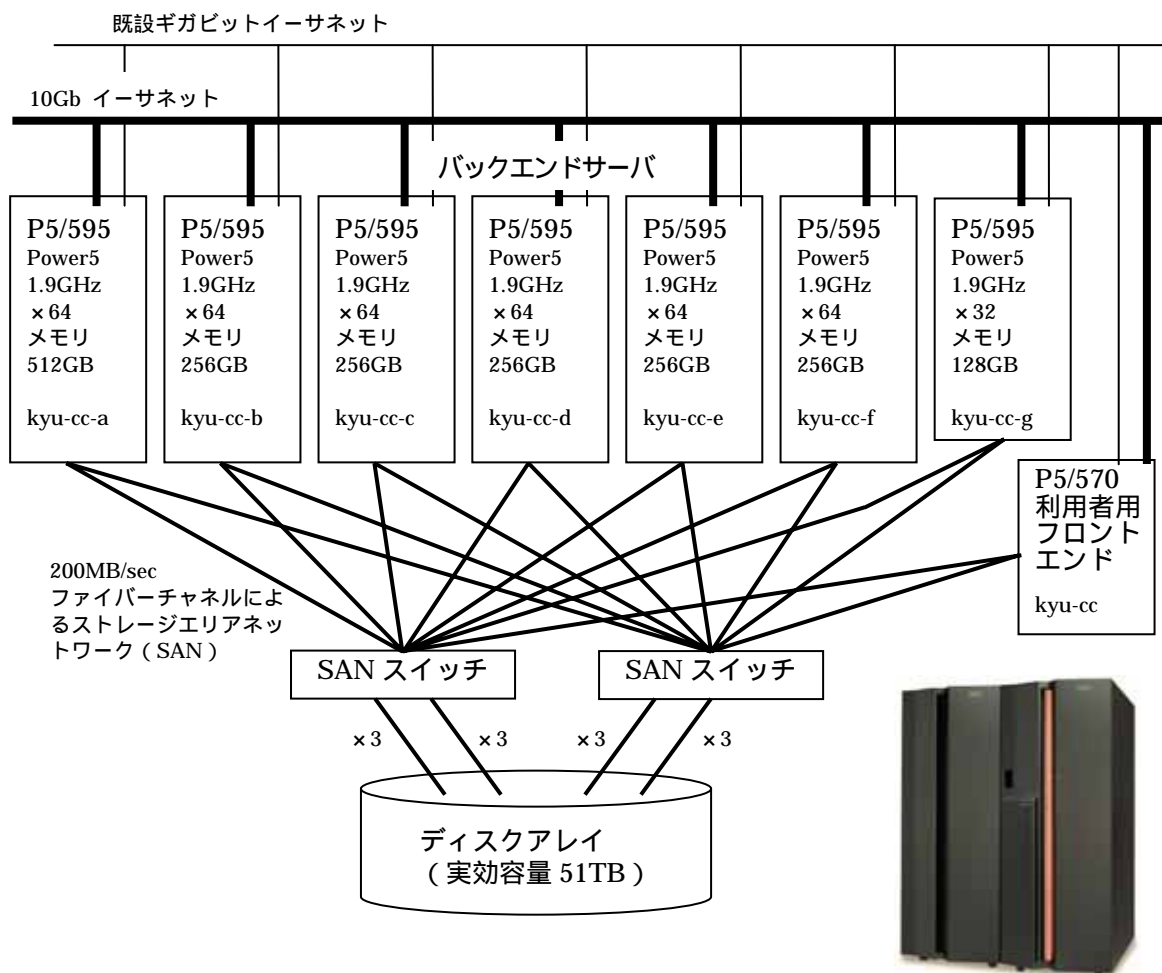 既設ギガビットイーサネット
10Gb イーサネット
バックエンドサーバ
P5/595
Power5
1.9GHz
×64
メモリ
512GB
kyu-cc-a
P5/595
Power5
1.9GHz
×64
メモリ
256GB
kyu-cc-b
P5/595
Power5
1.9GHz
×64
メモリ
256GB
kyu-cc-c
P5/595
Power5
1.9GHz
×64
メモリ
256GB
kyu-cc-d
P5/595
Power5
1.9GHz
×64
メモリ
256GB
kyu-cc-e
P5/595
Power5
1.9GHz
×64
メモリ
256GB
kyu-cc-f
P5/595
Power5
1.9GHz
×32
メモリ
128GB
kyu-cc-g
P5/570
利用者用
フロント
エンド
kyu-cc
200MB/sec
ファイバーチャネルによ
るストレージエリアネッ
トワーク（SAN）
SAN スイッチ
SAN スイッチ
×3
×3
×3
×3
ディスクアレイ
（実効容量 51TB）